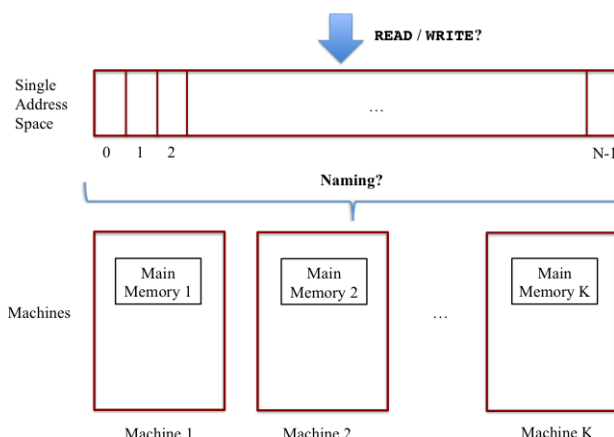 READ / WRITE?
Single
Address
Space
...
0 1 2 N-1
Naming?
Main
Memory 1
Main
Memory 2
Main
Memory K
Machines
...
Machine 1 Machine 2 Machine K